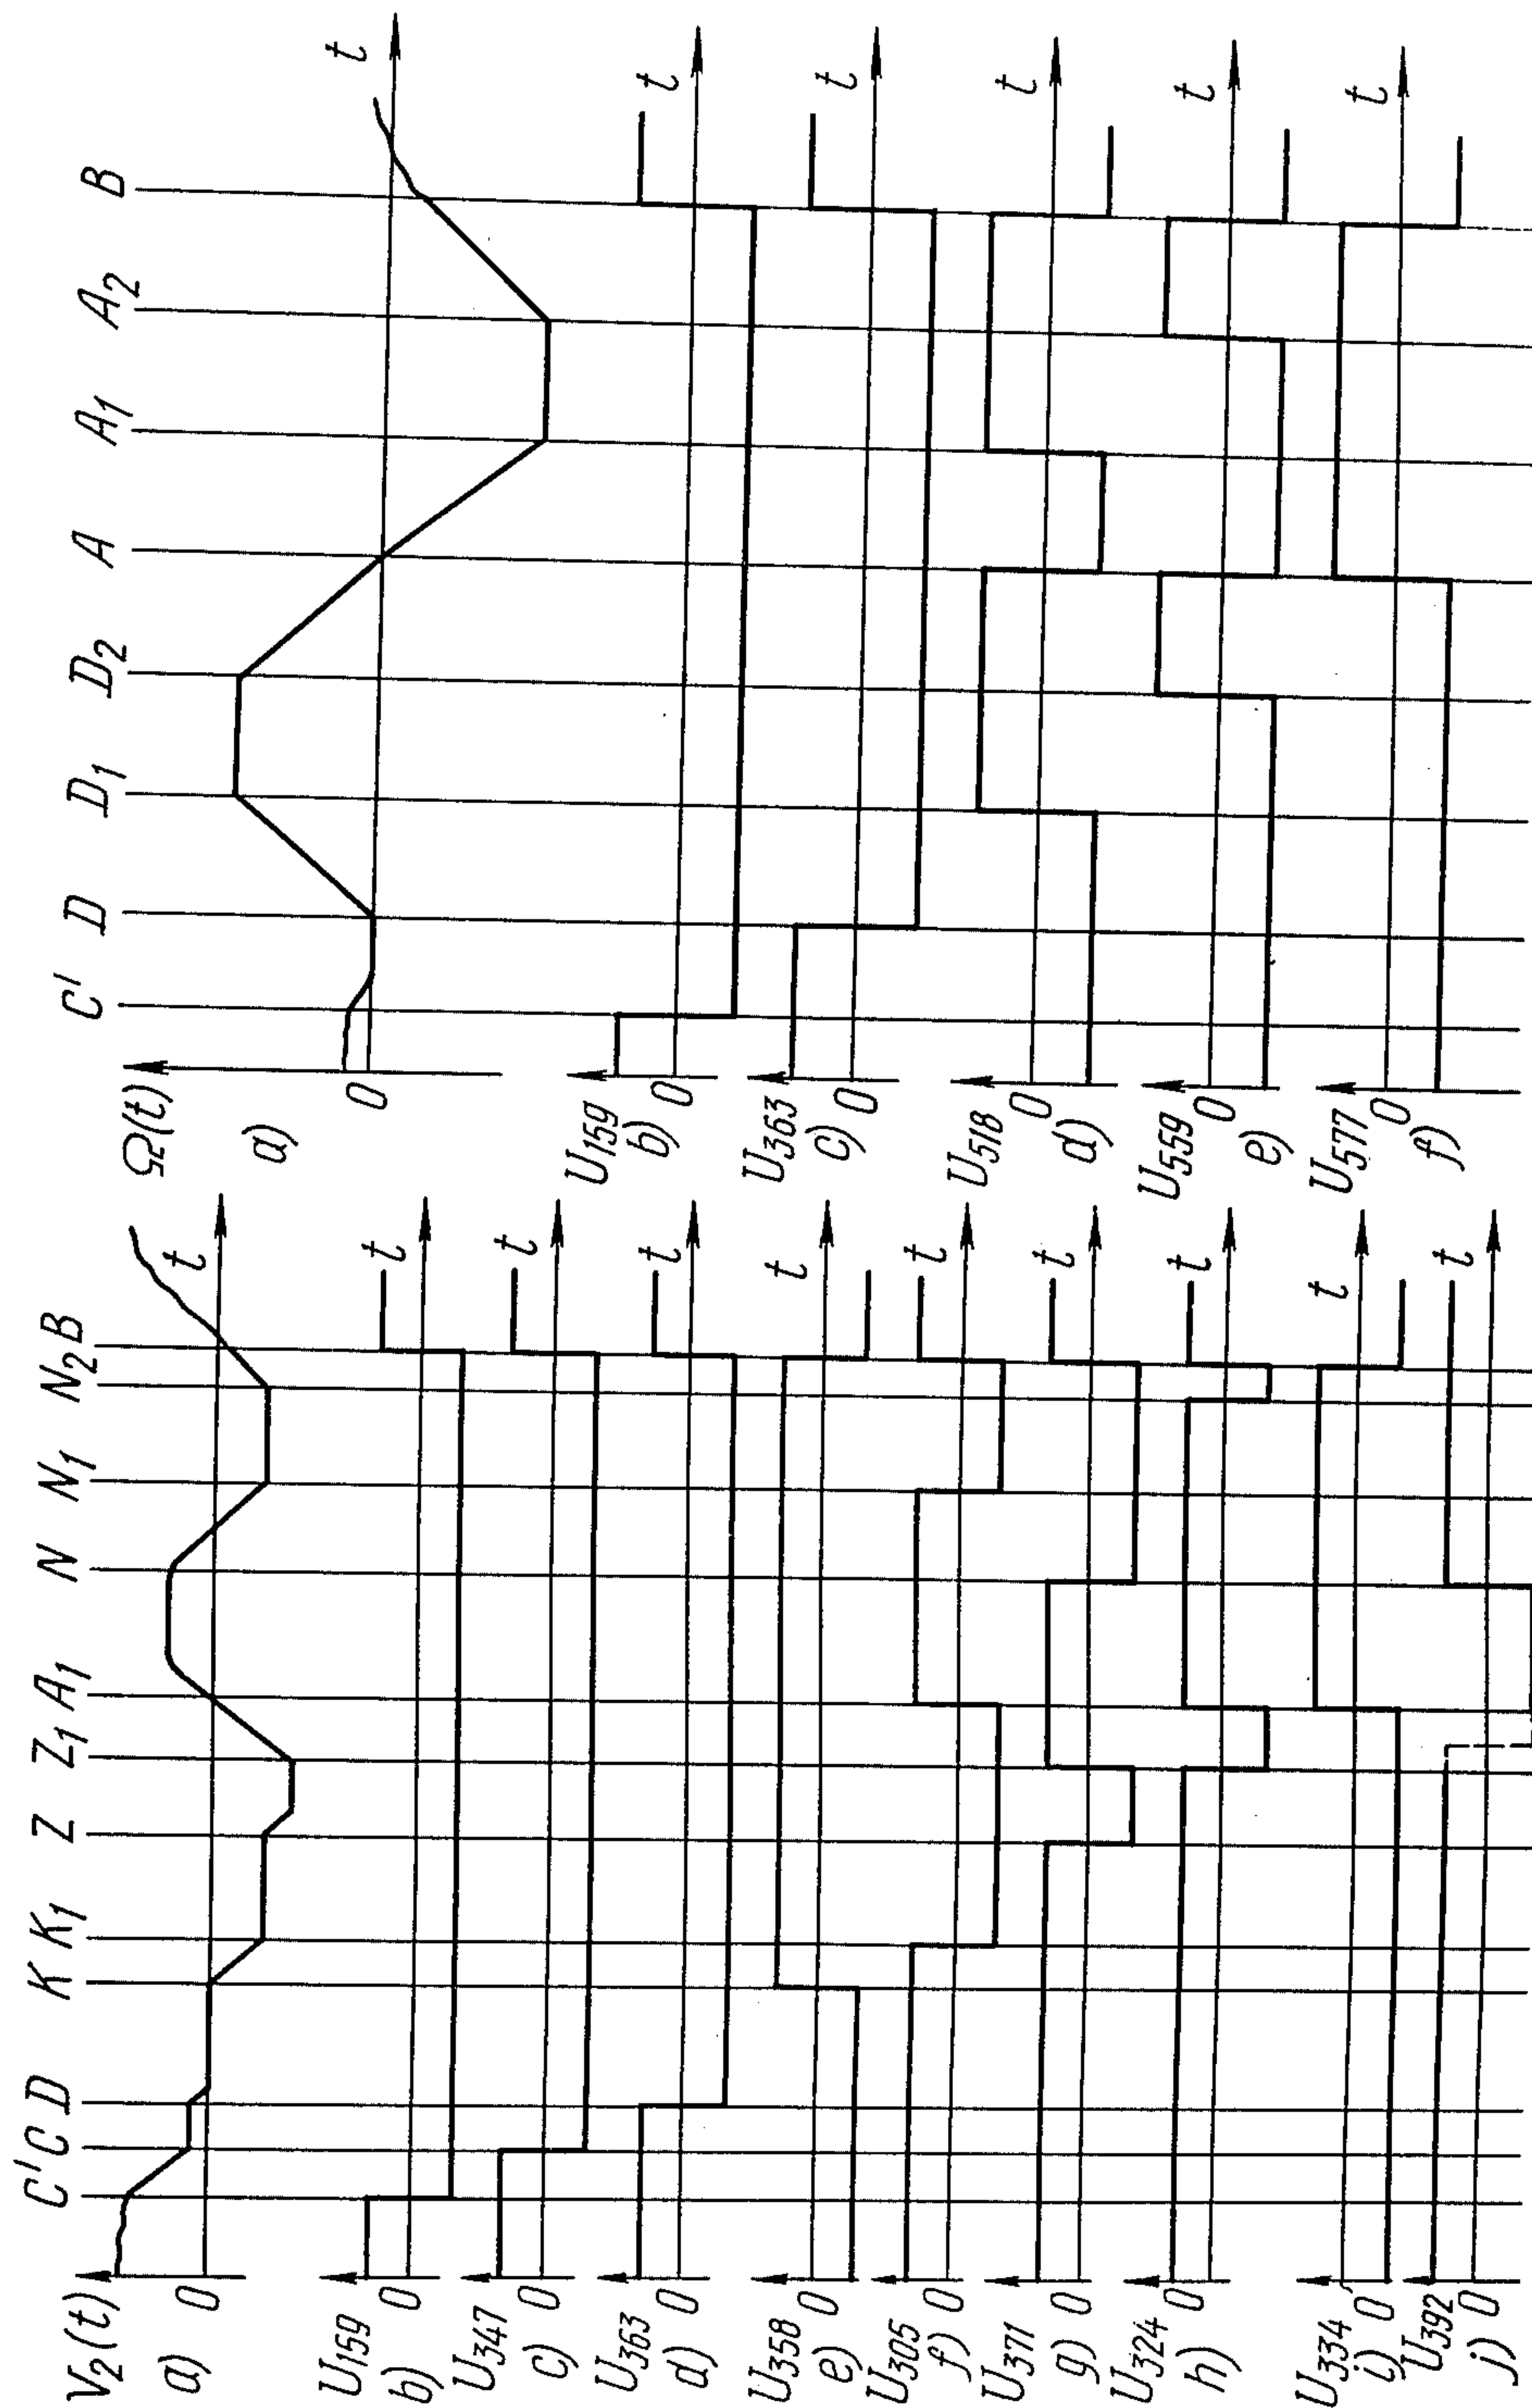 C' D D₁ D₂ A A₁ A₂ B
Ω(t)
a)
0
t
U₁₅₉
b)
0
t
U₃₆₃
c)
0
t
U₅₁₈
d)
0
t
U₅₅₉
e)
0
t
U₅₇₇
f)
0
t
C' C D K K₁ Z Z₁ A₁ N N₁ N₂ B
V₂(t)
a)
0
t
U₁₅₉
b)
0
t
U₃₄₇
c)
0
t
U₃₆₃
d)
0
t
U₃₅₈
e)
0
t
U₃₀₅
f)
0
t
U₃₇₁
g)
0
t
U₃₂₄
h)
0
t
U₃₃₄
i)
0
t
U₃₉₂
j)
0
t